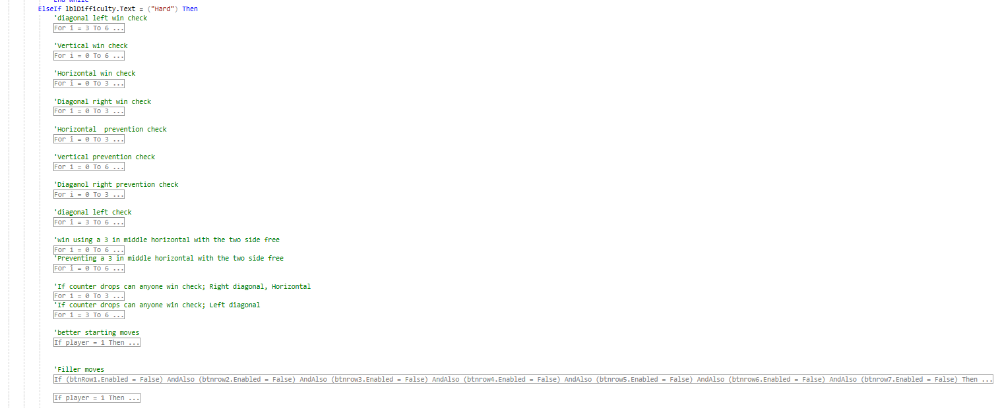 End While
ElseIf lblDifficulty.Text = ("Hard") Then
'diagonal left win check
For i = 3 To 6 ...
'Vertical win check
For i = 0 To 6 ...
'Horizontal win check
For i = 0 To 3 ...
'Diagonal right win check
For i = 0 To 3 ...
'Horizontal  prevention check
For i = 0 To 3 ...
'Vertical prevention check
For i = 0 To 6 ...
'Diaganol right prevention check
For i = 0 To 3 ...
'diagonal left check
For i = 3 To 6 ...
'win using a 3 in middle horizontal with the two side free
For i = 0 To 6 ...
'Preventing a 3 in middle horizontal with the two side free
For i = 0 To 6 ...
'If counter drops can anyone win check; Right diagonal, Horizontal
For i = 0 To 3 ...
'If counter drops can anyone win check; Left diagonal
For i = 3 To 6 ...
'better starting moves
If player = 1 Then ...
'Filler moves
If (btnRow1.Enabled = False) AndAlso (btnrow2.Enabled = False) AndAlso (btnrow3.Enabled = False) AndAlso (btnrow4.Enabled = False) AndAlso (btnrow5.Enabled = False) AndAlso (btnrow6.Enabled = False) AndAlso (btnrow7.Enabled = False) Then ...
If player = 1 Then ...